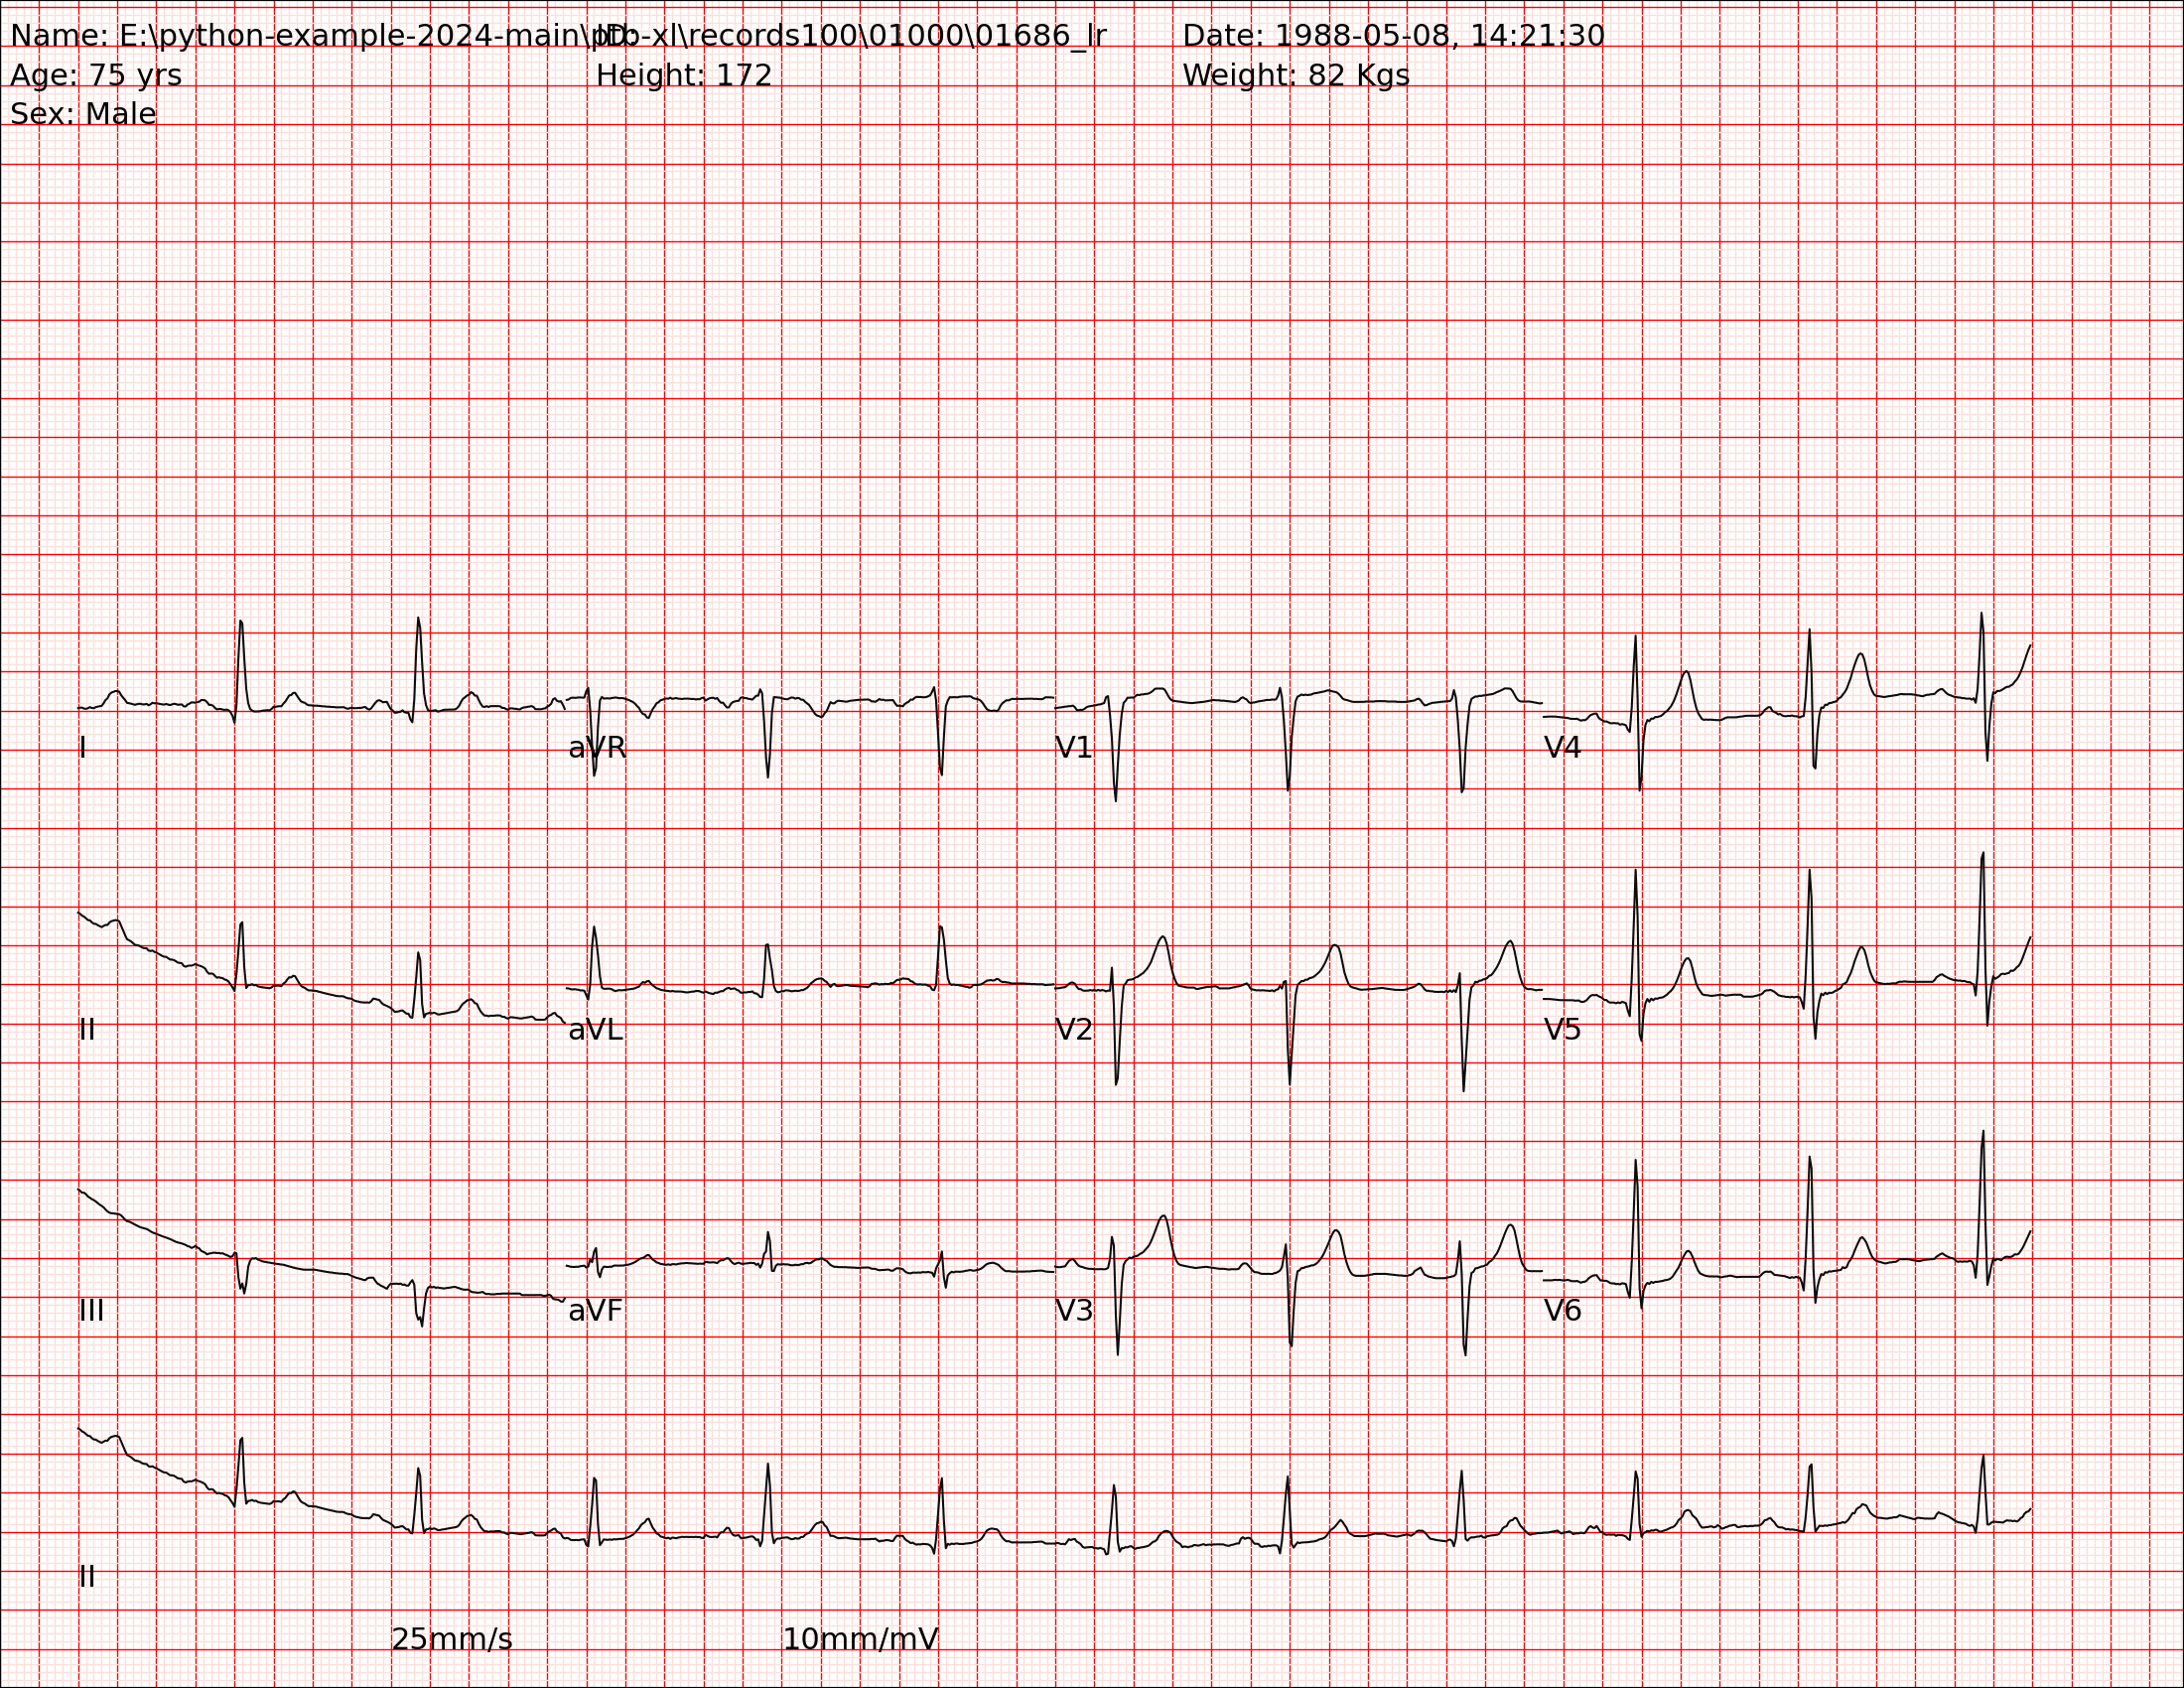 Name: E:\python-example-2024-main\ptb-xl\records100\01000\01686_lr ID: Date: 1988-05-08, 14:21:30
Age: 75 yrs Height: 172 Weight: 82 Kgs
Sex: Male
I aVR V1 V4
II aVL V2 V5
III aVF V3 V6
II
25mm/s 10mm/mV